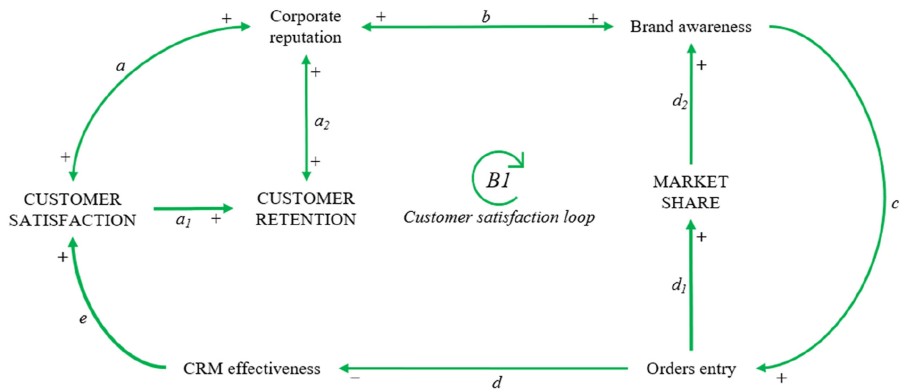 + Corporate reputation + b + Brand awareness
a
+
+
a2
d2
+
+
B1
CUSTOMER SATISFACTION
a1 +
CUSTOMER RETENTION
Customer satisfaction loop
MARKET SHARE
c
+
+
d1
e
CRM effectiveness
−
d
Orders entry
+